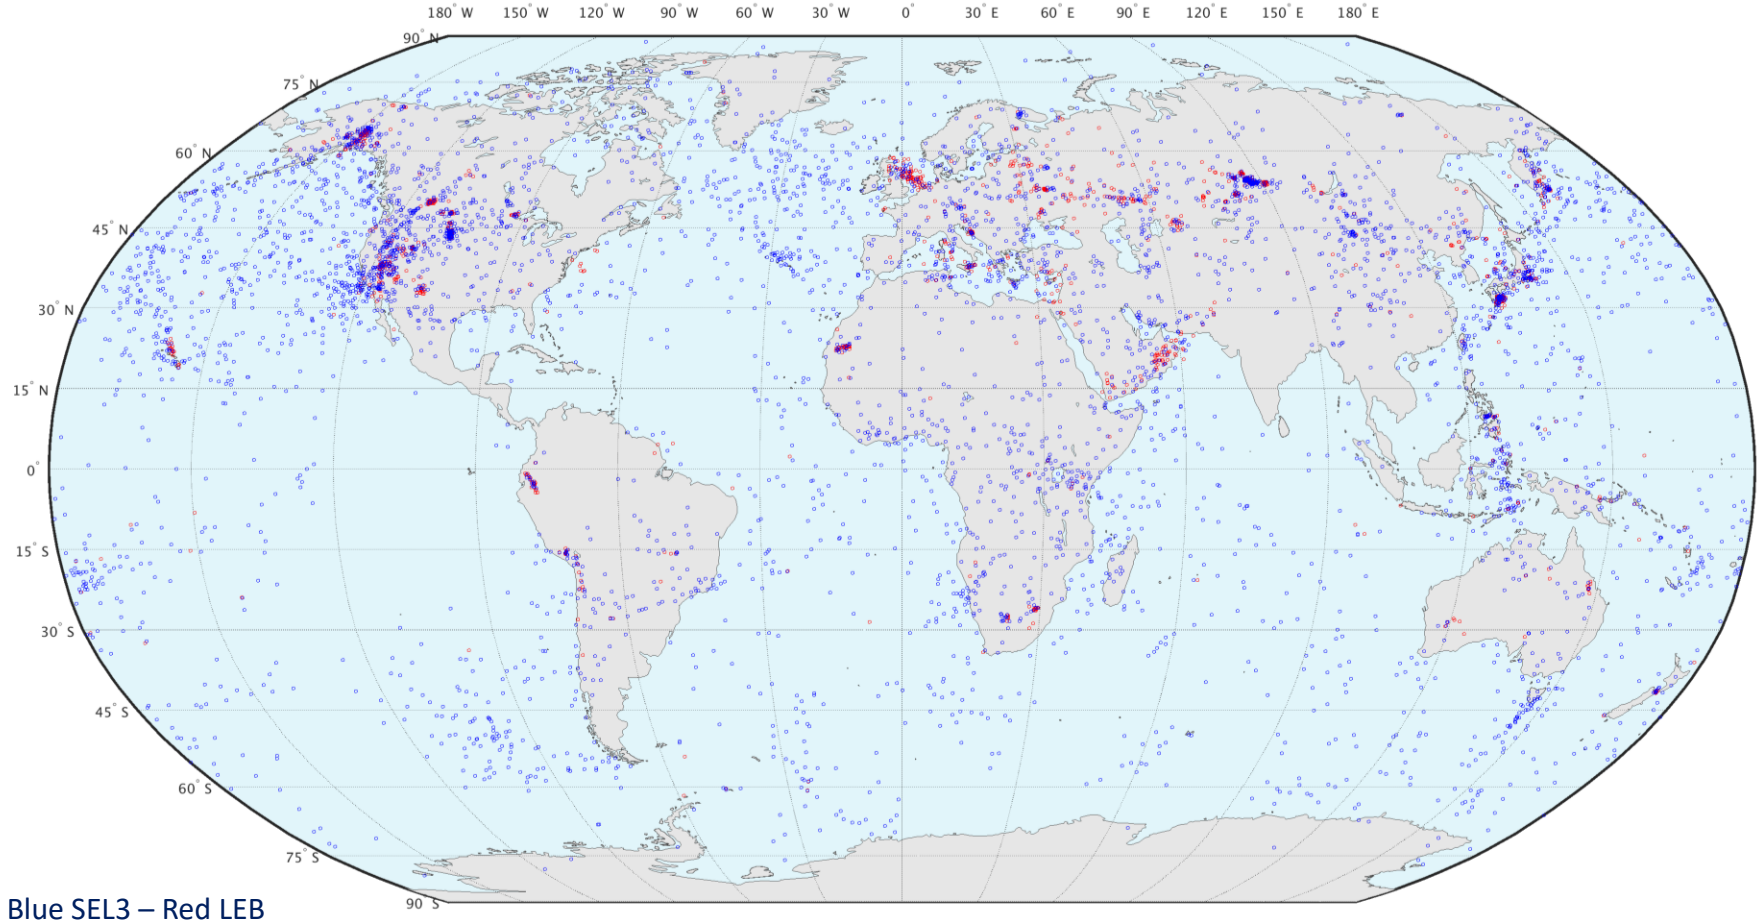 180° W 150° W 120° W 90° W 60° W 30° W 0° 30° E 60° E 90° E 120° E 150° E 180° E
90° N
75° N
60° N
45° N
30° N
15° N
0°
15° S
30° S
45° S
60° S
75° S
90° S
Blue SEL3 – Red LEB